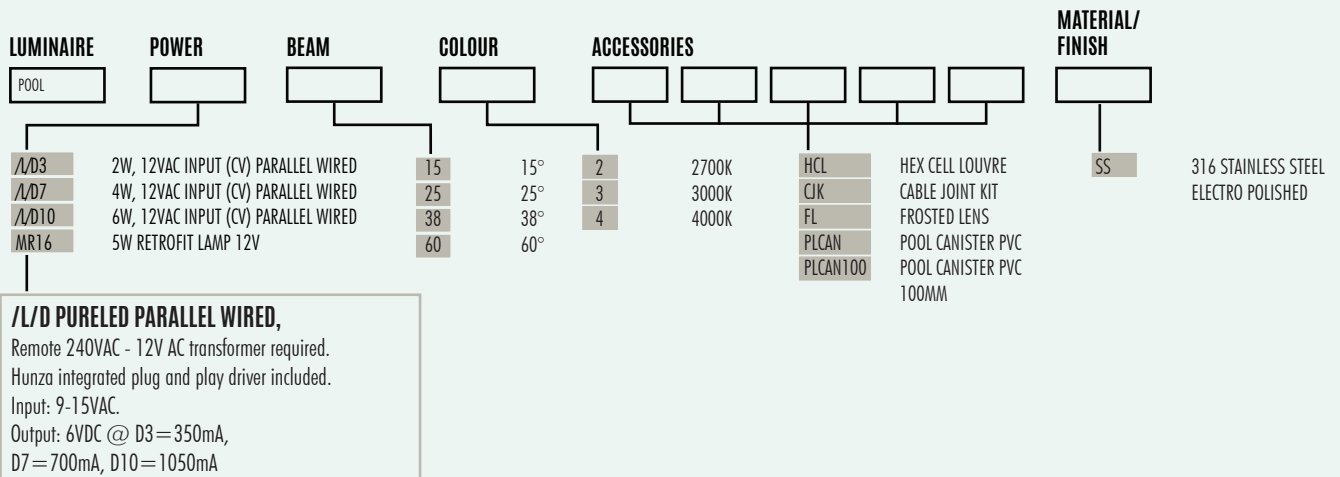 LUMINAIRE POWER BEAM COLOUR ACCESSORIES MATERIAL/
FINISH
POOL
/L/D3 2W, 12VAC INPUT (CV) PARALLEL WIRED 15 15° 2 2700K HCL HEX CELL LOUVRE SS 316 STAINLESS STEEL
/L/D7 4W, 12VAC INPUT (CV) PARALLEL WIRED 25 25° 3 3000K CJK CABLE JOINT KIT ELECTRO POLISHED
/L/D10 6W, 12VAC INPUT (CV) PARALLEL WIRED 38 38° 4 4000K FL FROSTED LENS
MR16 5W RETROFIT LAMP 12V 60 60° PLCAN POOL CANISTER PVC
PLCAN100 POOL CANISTER PVC
100MM
/L/D PURELED PARALLEL WIRED,
Remote 240VAC - 12V AC transformer required.
Hunza integrated plug and play driver included.
Input: 9-15VAC.
Output: 6VDC @ D3=350mA,
D7=700mA, D10=1050mA